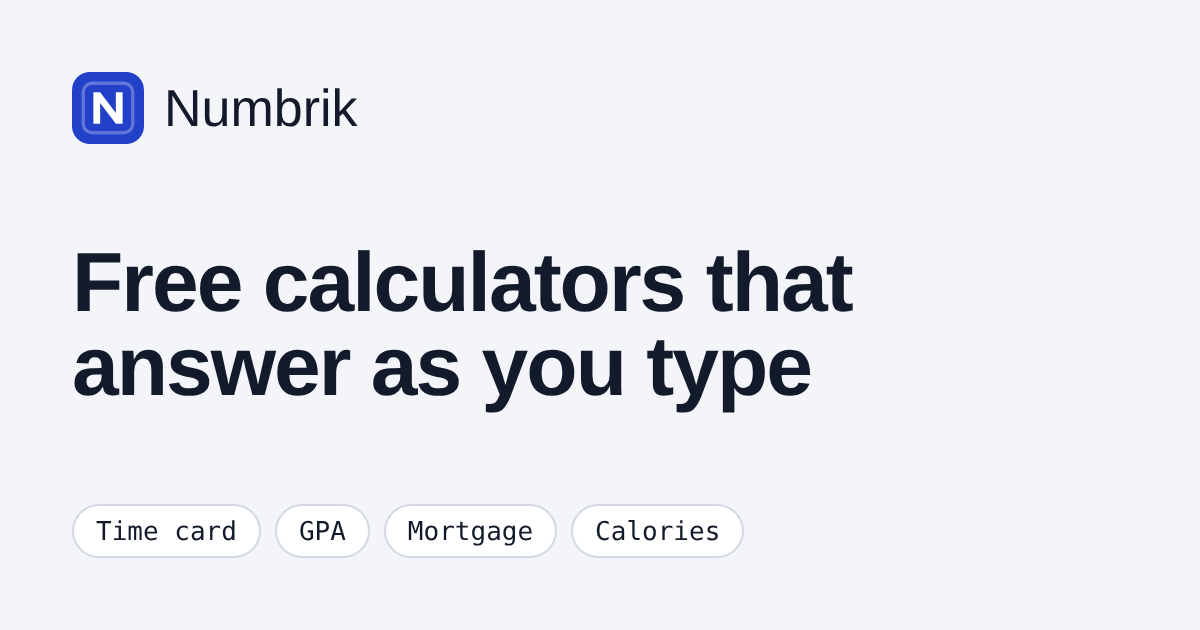 N Numbrik
Free calculators that
answer as you type
Time card GPA Mortgage Calories